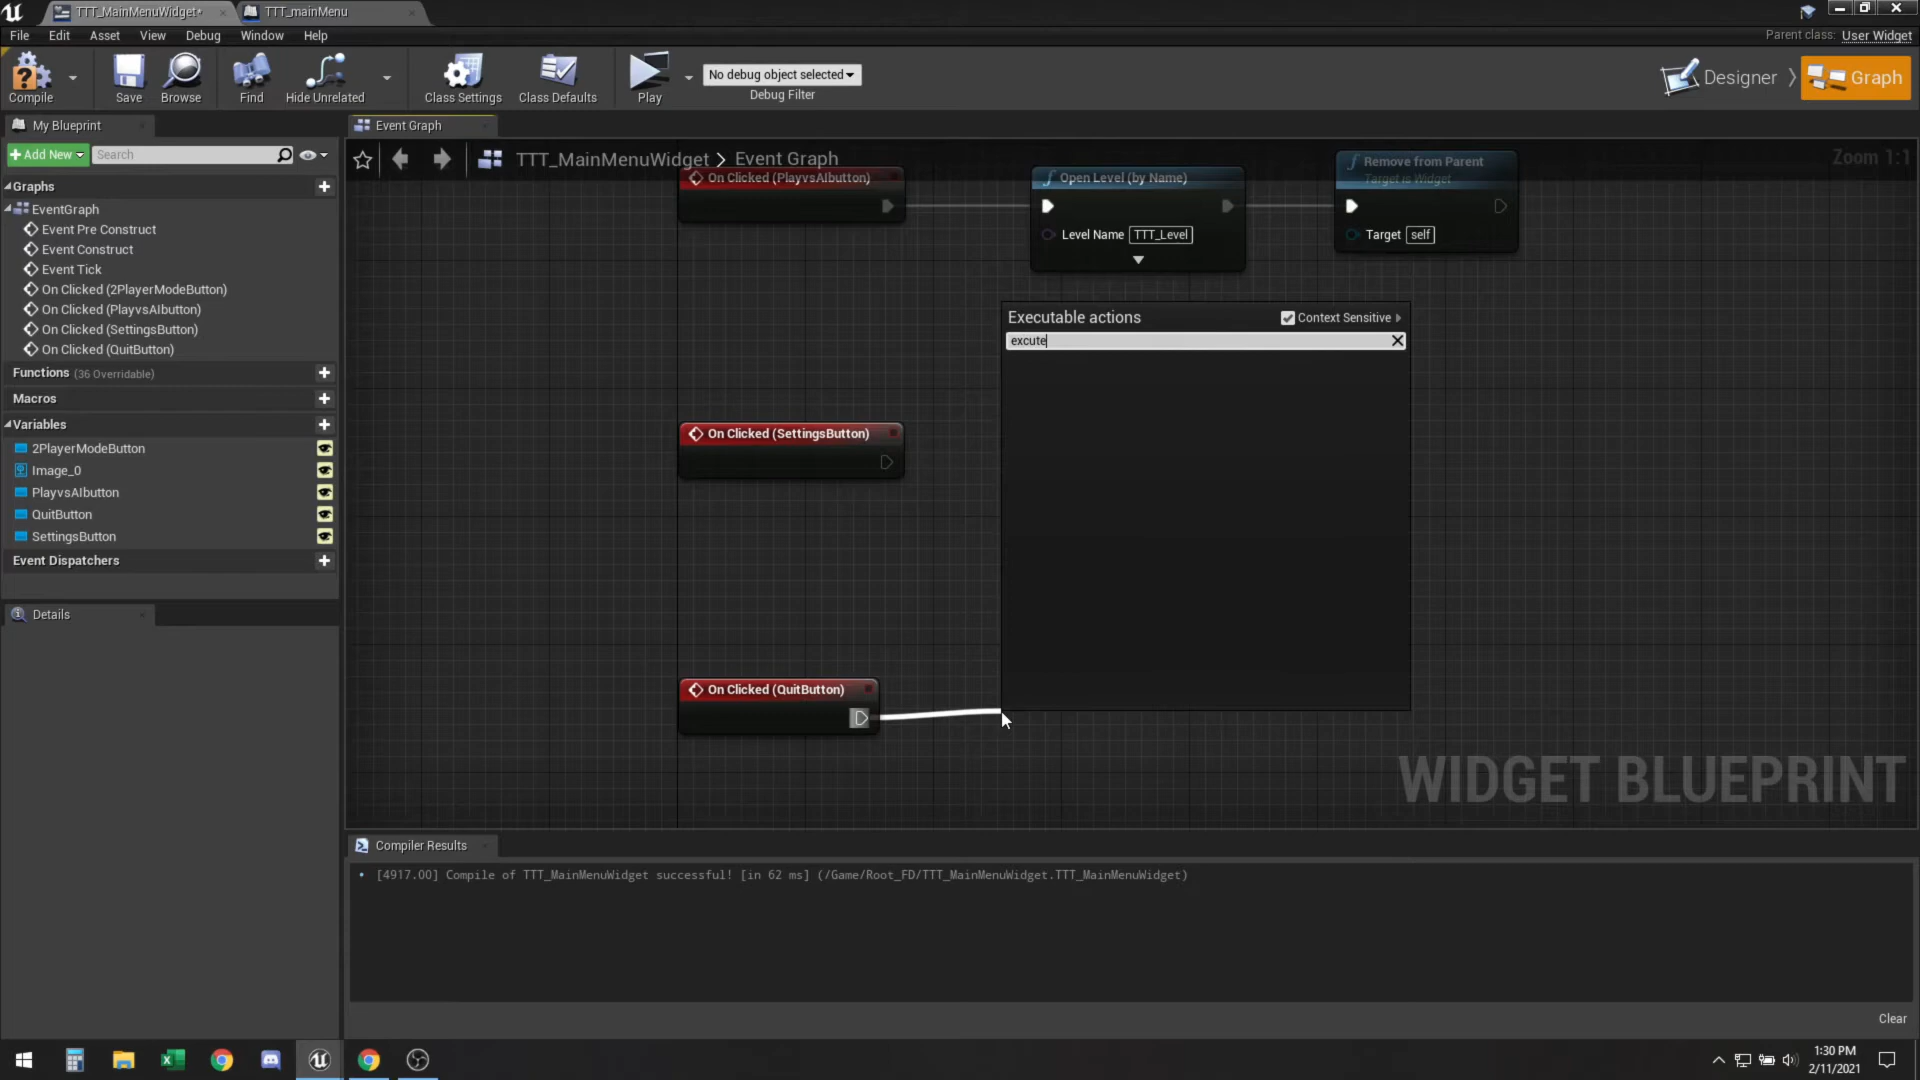 TTT_MainMenuWidget*
TTT_mainMenu
File Edit Asset View Debug Window Help
Parent class: User Widget
Compile
Save
Browse
Find
Hide Unrelated
Class Settings
Class Defaults
Play
No debug object selected
Debug Filter
Designer
Graph
My Blueprint
Event Graph
Add New
Search
TTT_MainMenuWidget > Event Graph
Zoom 1:1
Graphs
EventGraph
Event Pre Construct
Event Construct
Event Tick
On Clicked (2PlayerModeButton)
On Clicked (PlayvsAIbutton)
On Clicked (SettingsButton)
On Clicked (QuitButton)
Functions (36 Overridable)
Macros
Variables
2PlayerModeButton
Image_0
PlayvsAIbutton
QuitButton
SettingsButton
Event Dispatchers
Details
On Clicked (PlayvsAIbutton)
Open Level (by Name)
Level Name TTT_Level
Remove from Parent
Target is Widget
Target self
Executable actions
Context Sensitive
excute
On Clicked (SettingsButton)
On Clicked (QuitButton)
WIDGET BLUEPRINT
Compiler Results
[4917.00] Compile of TTT_MainMenuWidget successful! [in 62 ms] (/Game/Root_FD/TTT_MainMenuWidget.TTT_MainMenuWidget)
Clear
1:30 PM
2/11/2021